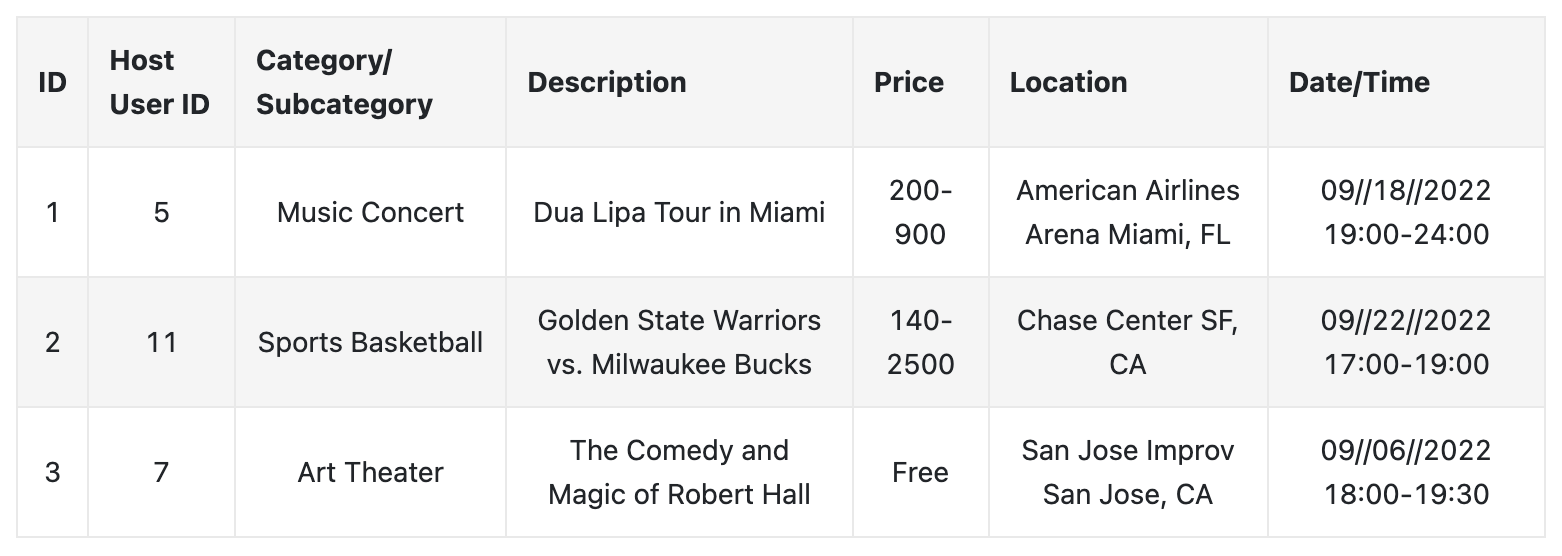 ID
Host
User ID
Category/
Subcategory
Description
Price
Location
Date/Time
1
5
Music Concert
Dua Lipa Tour in Miami
200-
900
American Airlines
Arena Miami, FL
09//18//2022
19:00-24:00
2
11
Sports Basketball
Golden State Warriors
vs. Milwaukee Bucks
140-
2500
Chase Center SF,
CA
09//22//2022
17:00-19:00
3
7
Art Theater
The Comedy and
Magic of Robert Hall
Free
San Jose Improv
San Jose, CA
09//06//2022
18:00-19:30